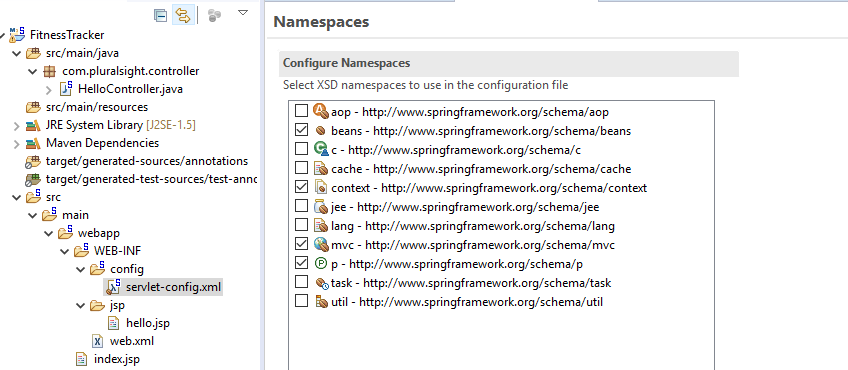 FitnessTracker
src/main/java
com.pluralsight.controller
HelloController.java
src/main/resources
JRE System Library [J2SE-1.5]
Maven Dependencies
target/generated-sources/annotations
target/generated-test-sources/test-anno
src
main
webapp
WEB-INF
config
servlet-config.xml
jsp
hello.jsp
web.xml
index.jsp
Namespaces
Configure Namespaces
Select XSD namespaces to use in the configuration file
aop - http://www.springframework.org/schema/aop
beans - http://www.springframework.org/schema/beans
c - http://www.springframework.org/schema/c
cache - http://www.springframework.org/schema/cache
context - http://www.springframework.org/schema/context
jee - http://www.springframework.org/schema/jee
lang - http://www.springframework.org/schema/lang
mvc - http://www.springframework.org/schema/mvc
p - http://www.springframework.org/schema/p
task - http://www.springframework.org/schema/task
util - http://www.springframework.org/schema/util